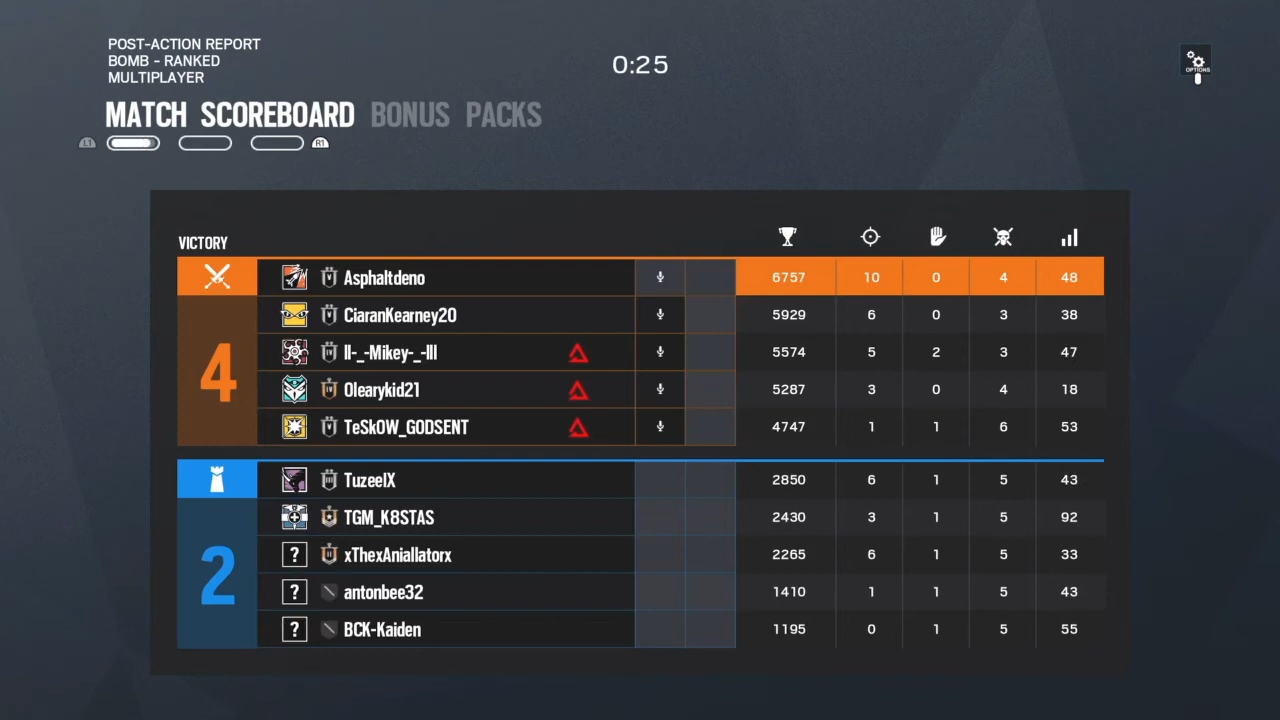 POST-ACTION REPORT
BOMB - RANKED
MULTIPLAYER
0:25
OPTIONS
MATCH SCOREBOARD BONUS PACKS
L1 R1
VICTORY
Asphaltdeno 6757 10 0 4 48
CiaranKearney20 5929 6 0 3 38
4
II-_-Mikey-_-III 5574 5 2 3 47
Olearykid21 5287 3 0 4 18
TeSkOW_GODSENT 4747 1 1 6 53
TuzeelX 2850 6 1 5 43
TGM_K8STAS 2430 3 1 5 92
2
? xThexAniallatorx 2265 6 1 5 33
? antonbee32 1410 1 1 5 43
? BCK-Kaiden 1195 0 1 5 55